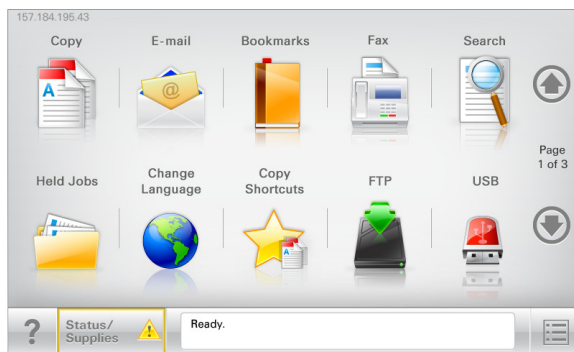 157.184.195.43
Copy
E-mail
Bookmarks
Fax
Search
A
@
Page
1 of 3
Held Jobs
Change
Language
Copy
Shortcuts
FTP
USB
A
?
Status/
Supplies
!
Ready.